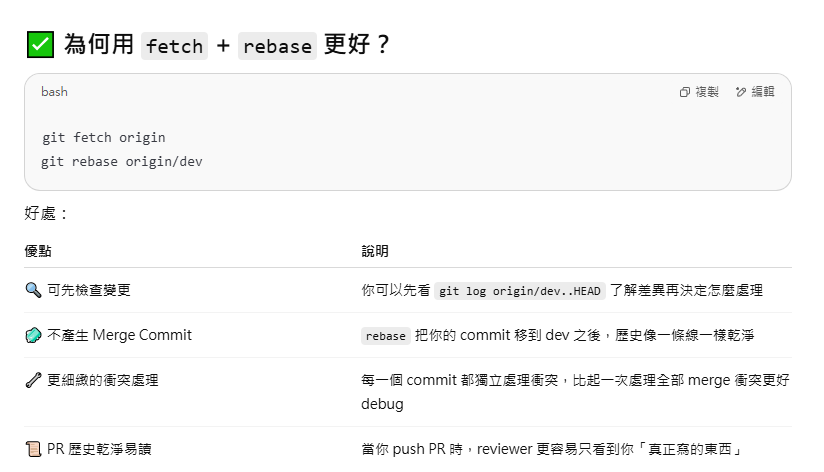 ✅ 為何用 fetch + rebase 更好？
bash
複製 編輯
git fetch origin
git rebase origin/dev
好處：
優點 說明
🔍 可先檢查變更 你可以先看 git log origin/dev..HEAD 了解差異再決定怎麼處理
🧼 不產生 Merge Commit rebase 把你的 commit 移到 dev 之後，歷史像一條線一樣乾淨
🔧 更細緻的衝突處理 每一個 commit 都獨立處理衝突，比起一次處理全部 merge 衝突更好
debug
📜 PR 歷史乾淨易讀 當你 push PR 時，reviewer 更容易只看到你「真正寫的東西」